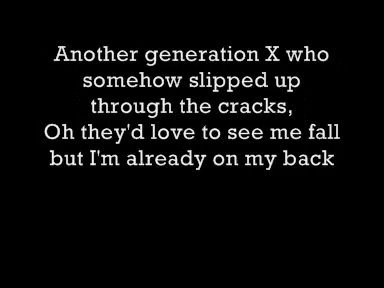 Another generation X who
somehow slipped up
through the cracks,
Oh they'd love to see me fall
but I'm already on my back